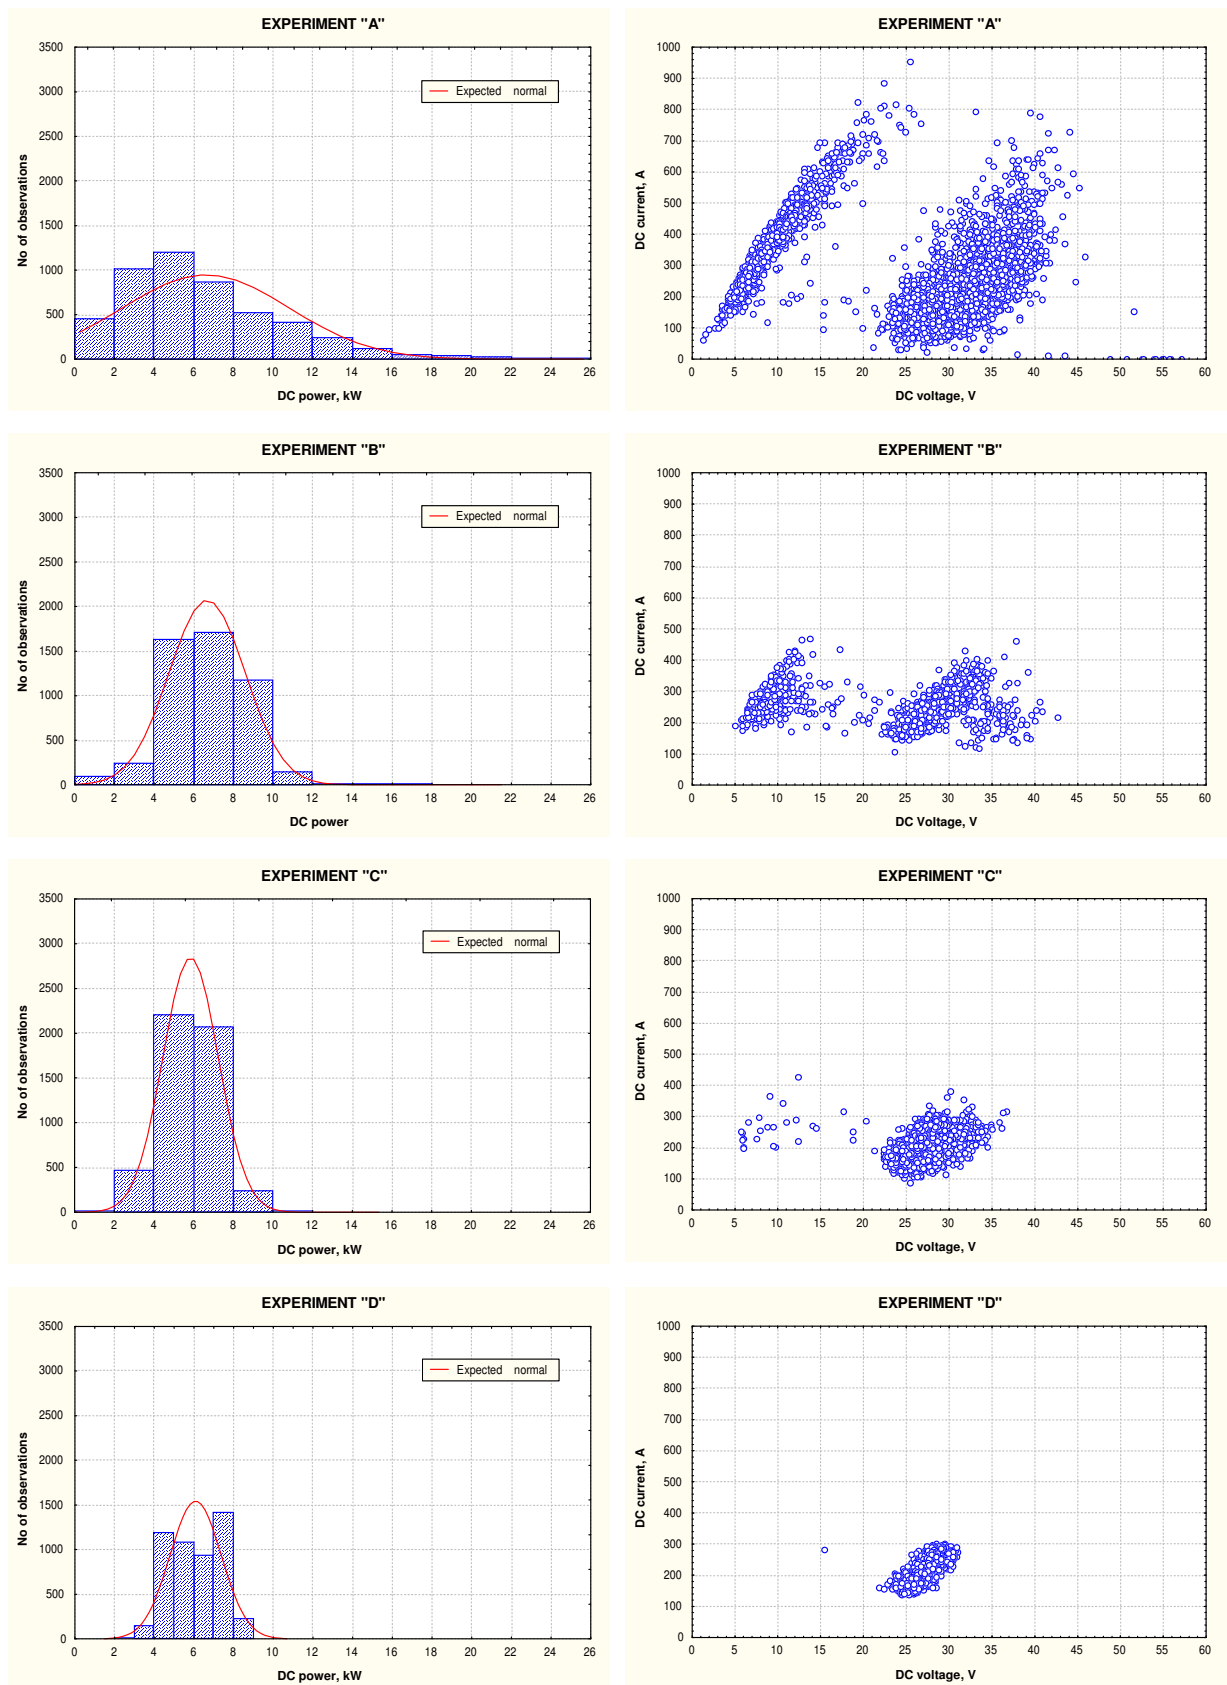 EXPERIMENT "A"
3500
3000
2500
2000
1500
1000
500
0
No of observations
Expected normal
0 2 4 6 8 10 12 14 16 18 20 22 24 26
DC power, kW
EXPERIMENT "A"
1000
900
800
700
600
500
400
300
200
100
0
DC current, A
0 5 10 15 20 25 30 35 40 45 50 55 60
DC voltage, V
EXPERIMENT "B"
3500
3000
2500
2000
1500
1000
500
0
No of observations
Expected normal
0 2 4 6 8 10 12 14 16 18 20 22 24 26
DC power
EXPERIMENT "B"
1000
900
800
700
600
500
400
300
200
100
0
DC current, A
0 5 10 15 20 25 30 35 40 45 50 55 60
DC Voltage, V
EXPERIMENT "C"
3500
3000
2500
2000
1500
1000
500
0
No of observations
Expected normal
0 2 4 6 8 10 12 14 16 18 20 22 24 26
DC power, kW
EXPERIMENT "C"
1000
900
800
700
600
500
400
300
200
100
0
DC current, A
0 5 10 15 20 25 30 35 40 45 50 55 60
DC voltage, V
EXPERIMENT "D"
3500
3000
2500
2000
1500
1000
500
0
No of observations
Expected normal
0 2 4 6 8 10 12 14 16 18 20 22 24 26
DC power, kW
EXPERIMENT "D"
1000
900
800
700
600
500
400
300
200
100
0
DC current, A
0 5 10 15 20 25 30 35 40 45 50 55 60
DC voltage, V